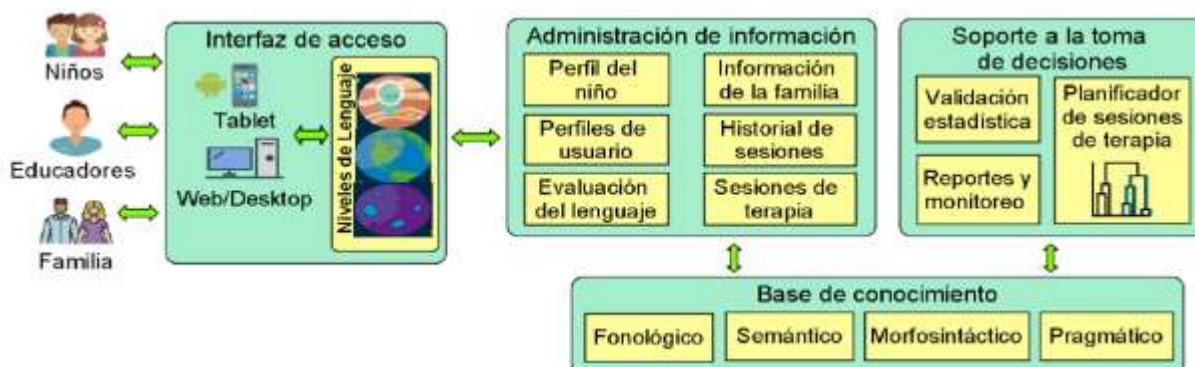 Niños
Educadores
Familia
Interfaz de acceso
Tablet
Web/Desktop
Niveles de Lenguaje
Administración de información
Perfil del
niño
Información
de la familia
Perfiles de
usuario
Historial de
sesiones
Evaluación
del lenguaje
Sesiones de
terapia
Soporte a la toma
de decisiones
Validación
estadística
Reportes y
monitoreo
Planificador
de sesiones
de terapia
Base de conocimiento
Fonológico
Semántico
Morfosintáctico
Pragmático